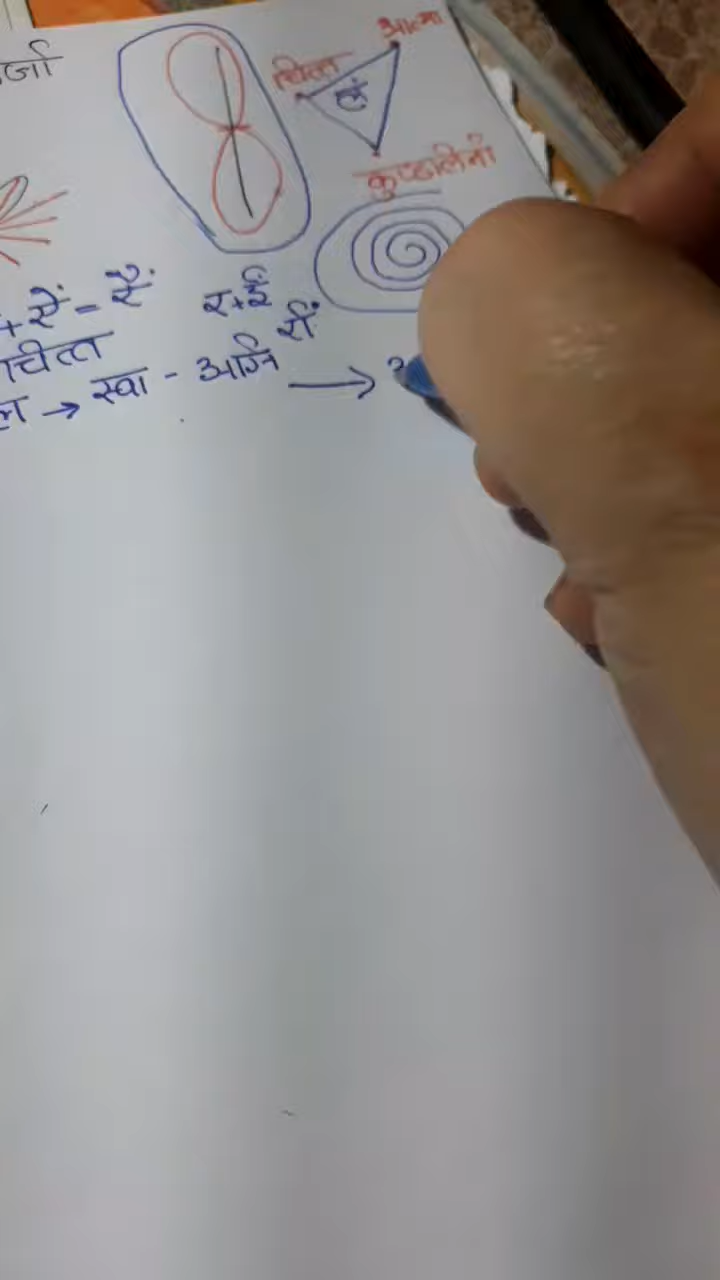 र्जा
आत्मा
चित्त
लं
कुण्डलिनी
+ रें = रैं र+ई
चित्त रीं
ल → स्वा - अग्नि →